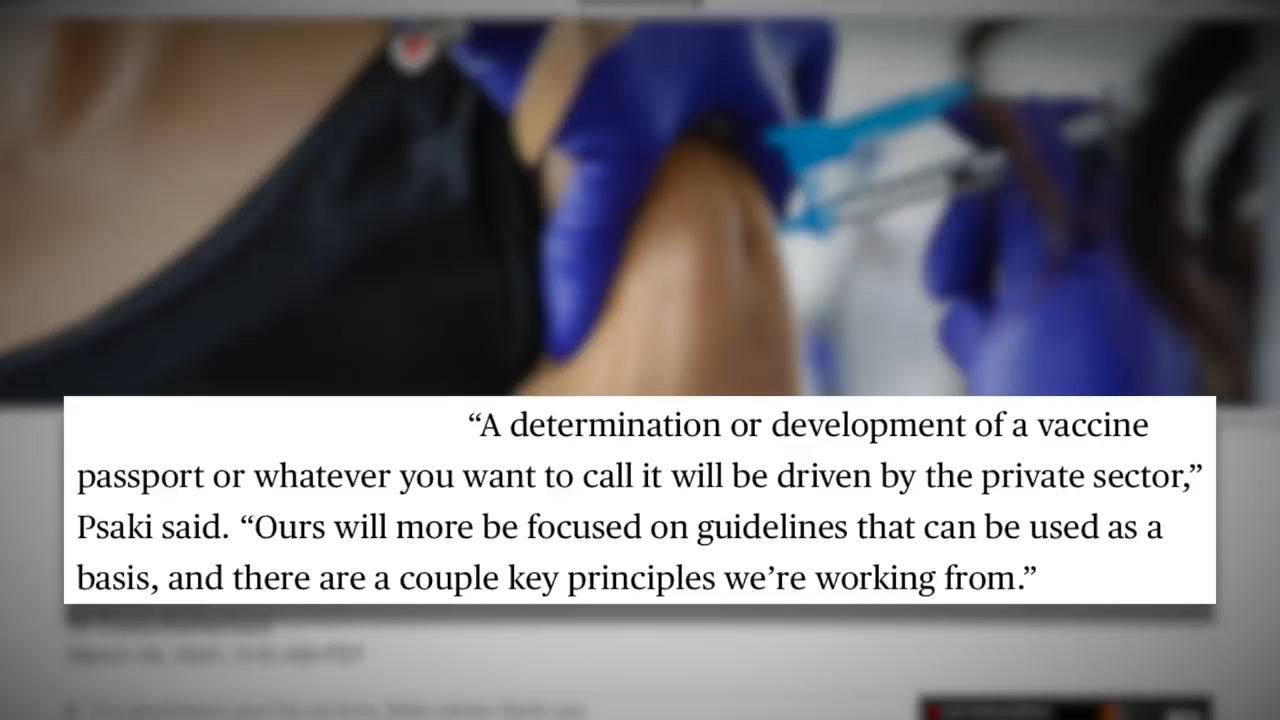 “A determination or development of a vaccine
passport or whatever you want to call it will be driven by the private sector,”
Psaki said. “Ours will more be focused on guidelines that can be used as a
basis, and there are a couple key principles we’re working from.”